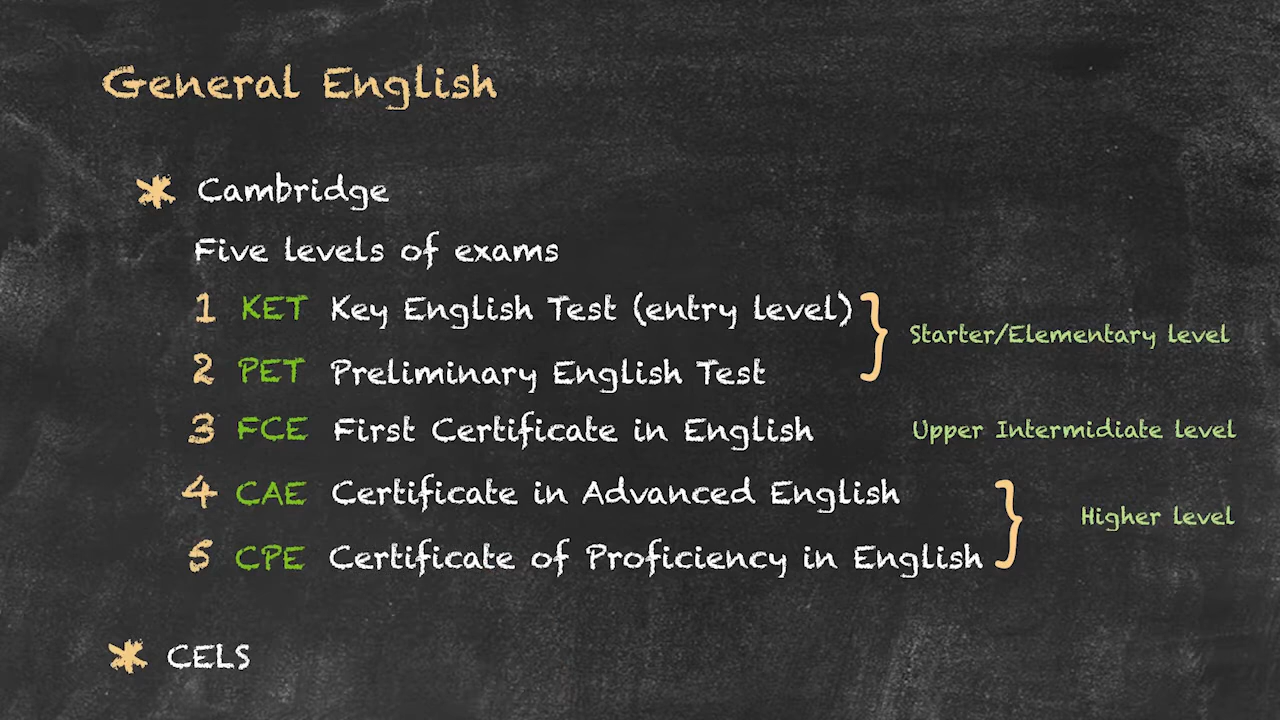 General English
* Cambridge
Five levels of exams
1 KET Key English Test (entry level) } Starter/Elementary level
2 PET Preliminary English Test
3 FCE First Certificate in English Upper Intermidiate level
4 CAE Certificate in Advanced English } Higher level
5 CPE Certificate of Proficiency in English
* CELS